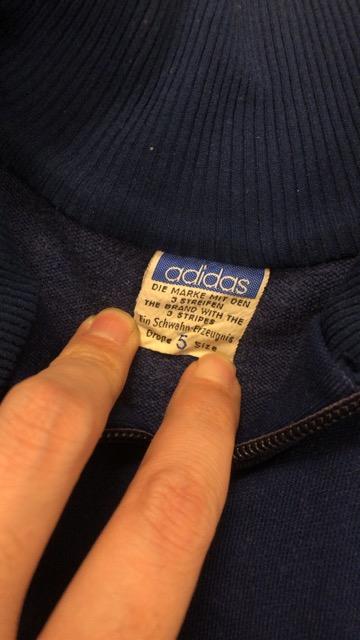 adidas
DIE MARKE MIT DEN
3 STREIFEN
THE BRAND WITH THE
3 STRIPES
Ein Schwahn-Erzeugnis
Größe 5 Size